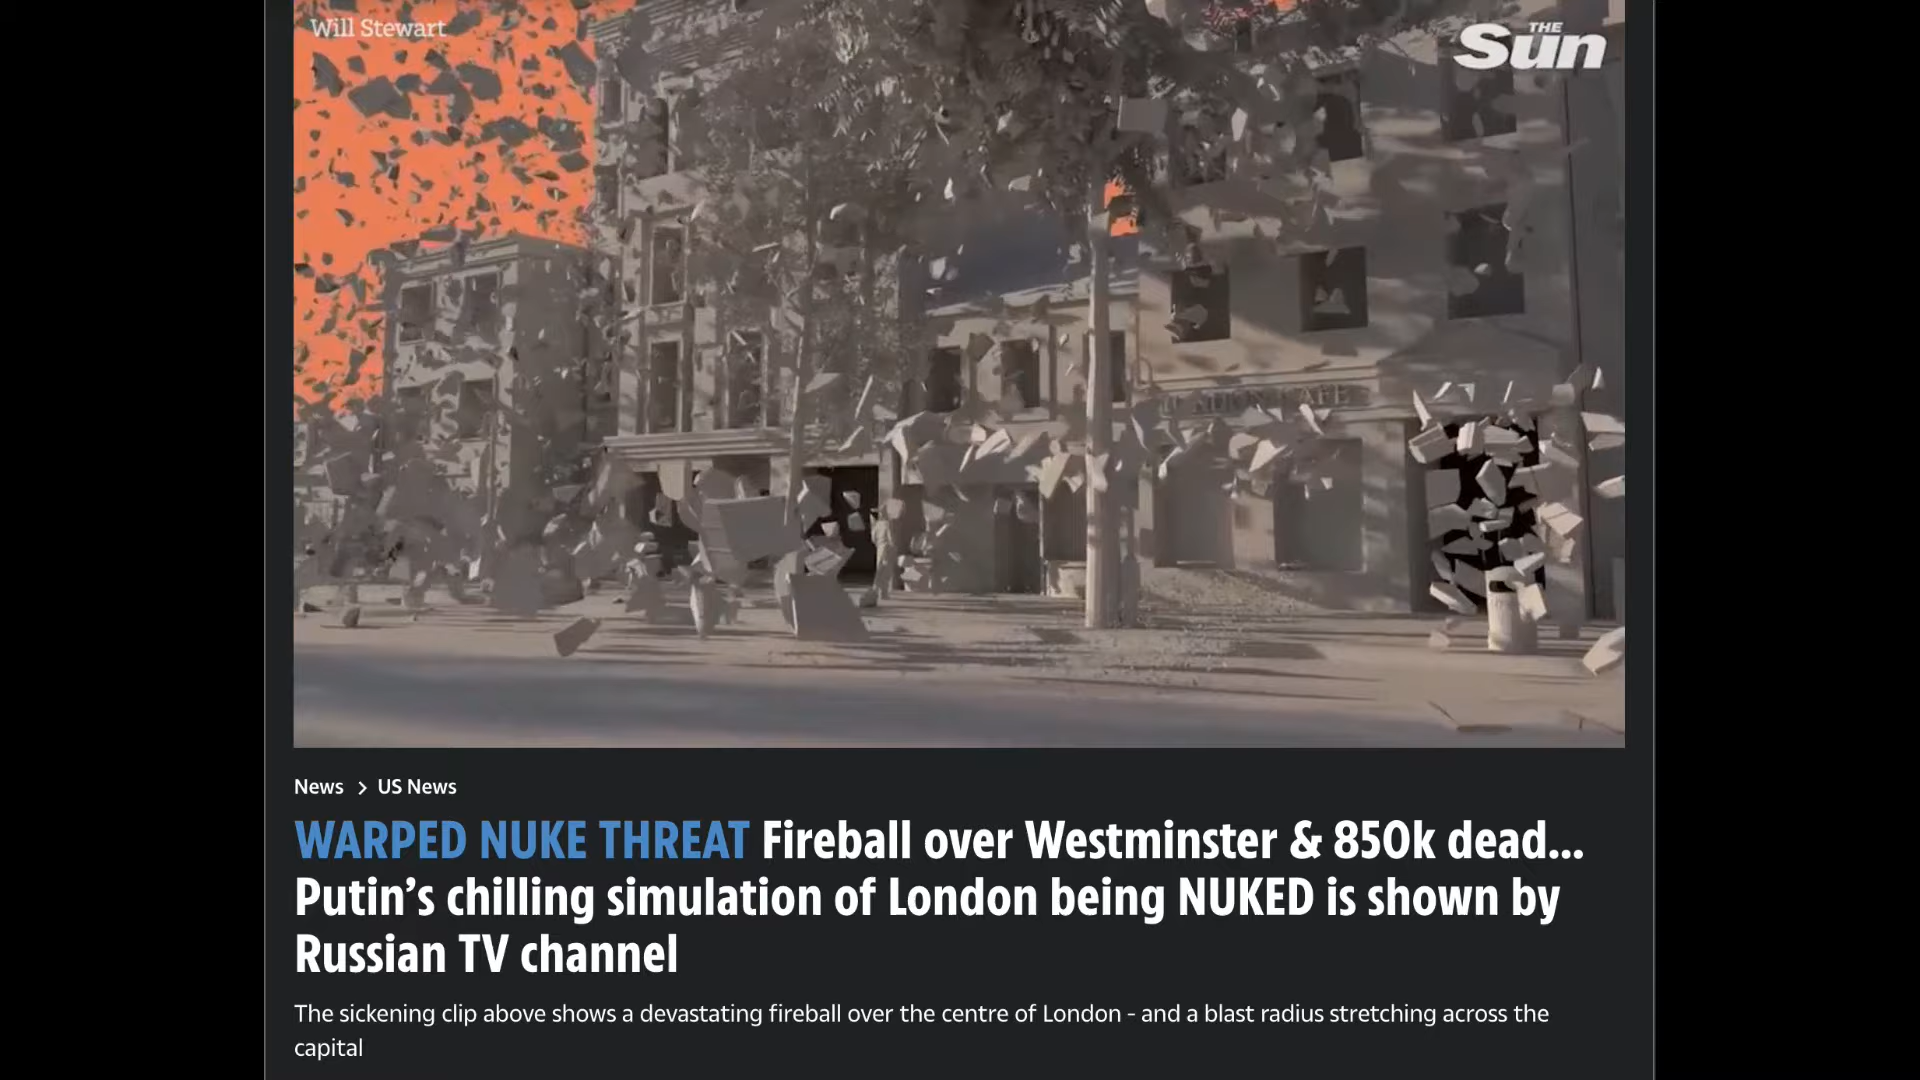 Will Stewart
THE
Sun
News > US News
WARPED NUKE THREAT Fireball over Westminster & 850k dead...
Putin’s chilling simulation of London being NUKED is shown by
Russian TV channel
The sickening clip above shows a devastating fireball over the centre of London - and a blast radius stretching across the
capital